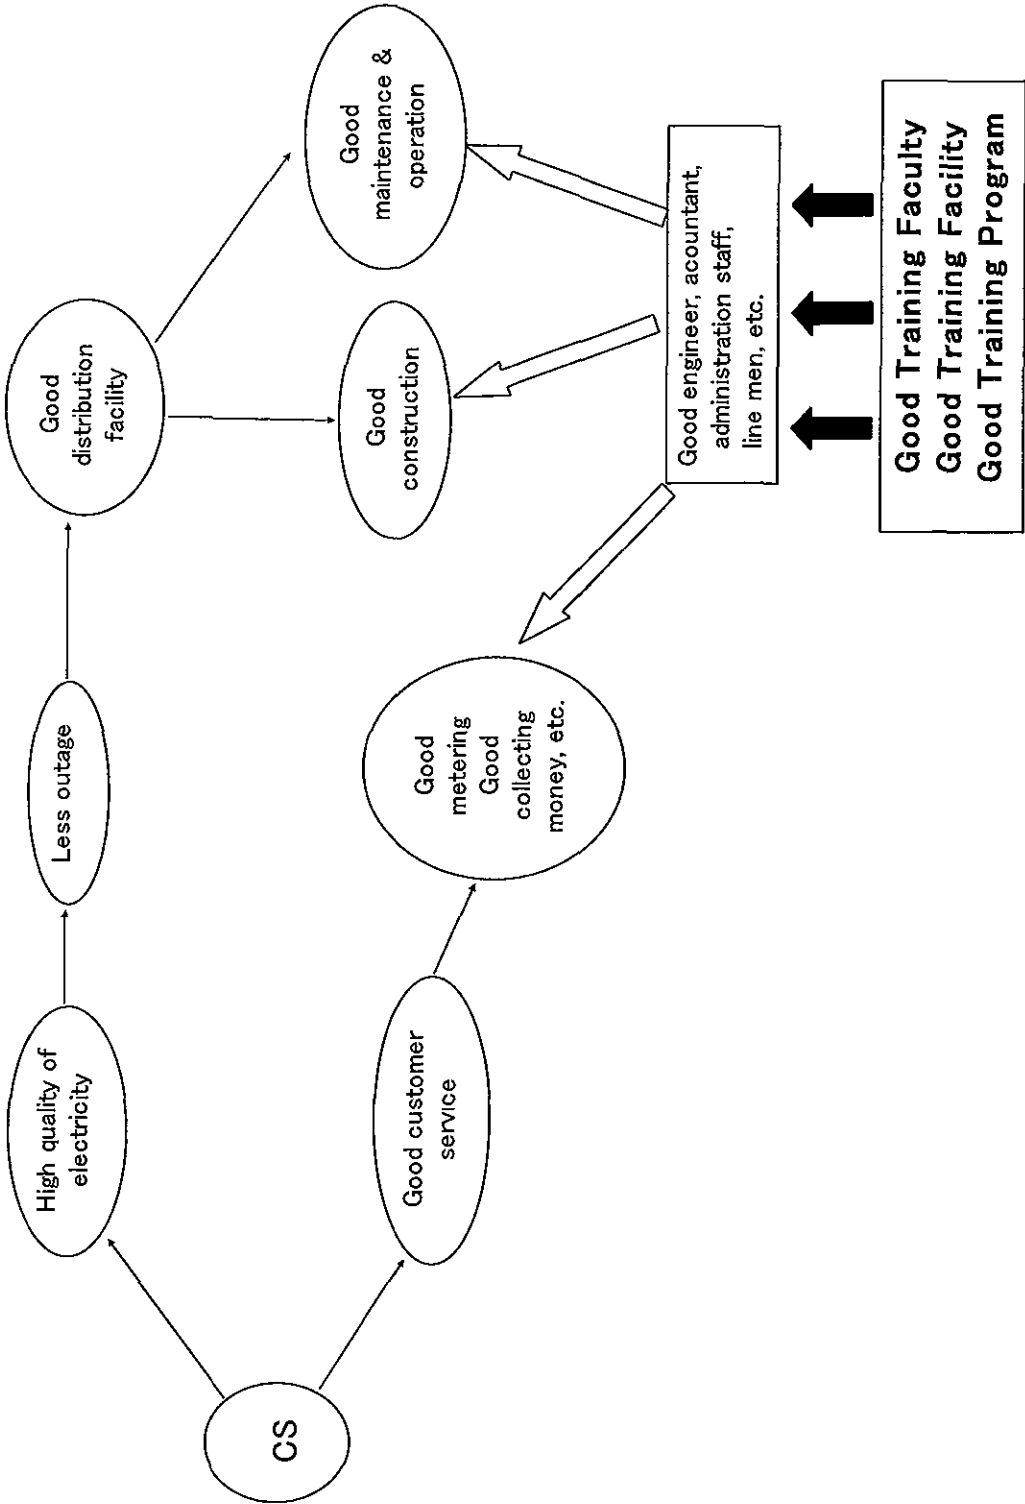 CS
High quality of
electricity
Less outage
Good
distribution
facility
Good customer
service
Good
metering
Good
collecting
money, etc.
Good
construction
Good
maintenance &
operation
Good engineer, acountant,
administration staff,
line men, etc.
Good Training Faculty
Good Training Facility
Good Training Program